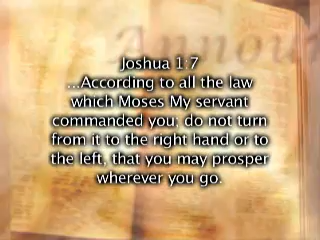 Announ
Joshua 1:7
...According to all the law
which Moses My servant
commanded you; do not turn
from it to the right hand or to
the left, that you may prosper
wherever you go.